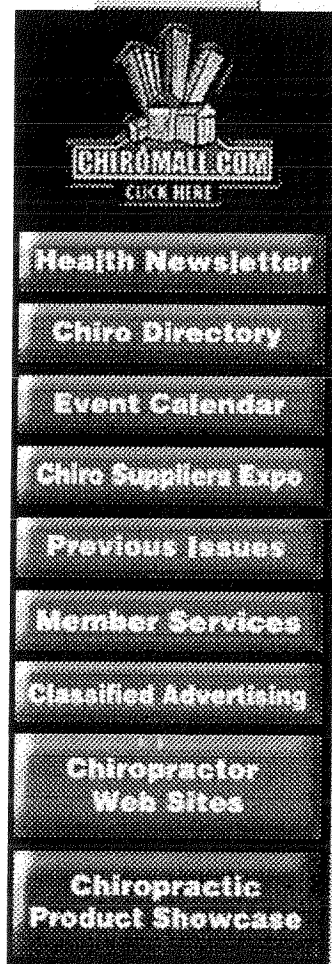 CHIROMALL.COM
CLICK HERE
Health Newsletter
Chiro Directory
Event Calendar
Chiro Suppliers Expo
Previous Issues
Member Services
Classified Advertising
Chiropractor
Web Sites
Chiropractic
Product Showcase